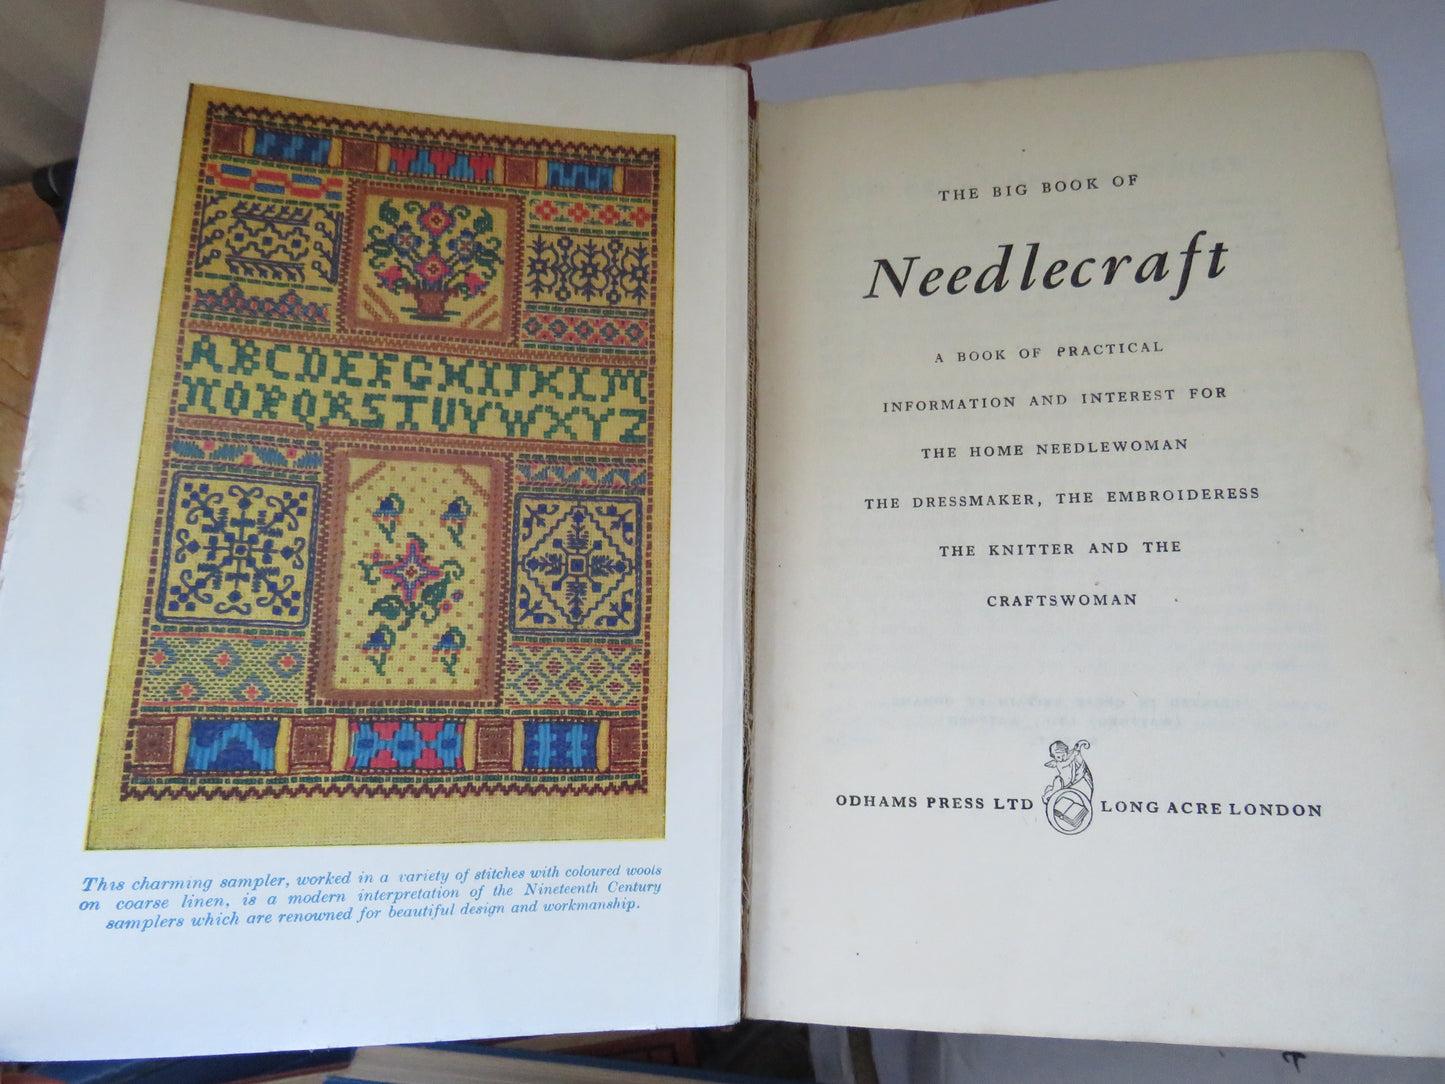 ABCDEFGHIJKLM
NOPQRSTUVWXYZ
This charming sampler, worked in a variety of stitches with coloured wools
on coarse linen, is a modern interpretation of the Nineteenth Century
samplers which are renowned for beautiful design and workmanship.
THE BIG BOOK OF
Needlecraft
A BOOK OF PRACTICAL
INFORMATION AND INTEREST FOR
THE HOME NEEDLEWOMAN
THE DRESSMAKER, THE EMBROIDERESS
THE KNITTER AND THE
CRAFTSWOMAN
ODHAMS PRESS LTD LONG ACRE LONDON